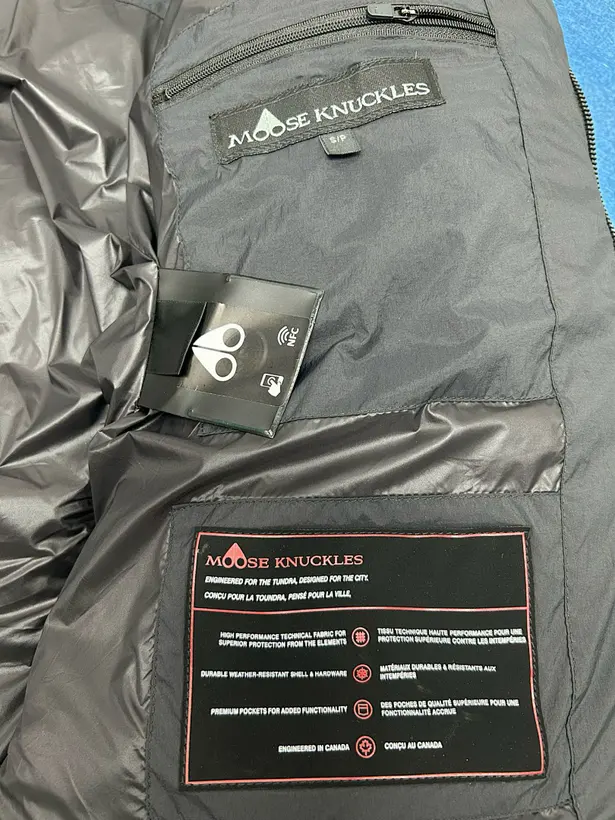 MOOSE KNUCKLES
S/P
NFC
MOOSE KNUCKLES
ENGINEERED FOR THE TUNDRA, DESIGNED FOR THE CITY.
CONÇU POUR LA TOUNDRA, PENSÉ POUR LA VILLE,
HIGH PERFORMANCE TECHNICAL FABRIC FOR
SUPERIOR PROTECTION FROM THE ELEMENTS
TISSU TECHNIQUE HAUTE PERFORMANCE POUR UNE
PROTECTION SUPÉRIEURE CONTRE LES INTEMPÉRIES
DURABLE WEATHER-RESISTANT SHELL & HARDWARE
MATÉRIAUX DURABLES & RÉSISTANTS AUX
INTEMPÉRIES
PREMIUM POCKETS FOR ADDED FUNCTIONALITY
DES POCHES DE QUALITÉ SUPÉRIEURE POUR UNE
FONCTIONNALITÉ ACCRUE
ENGINEERED IN CANADA
CONÇU AU CANADA